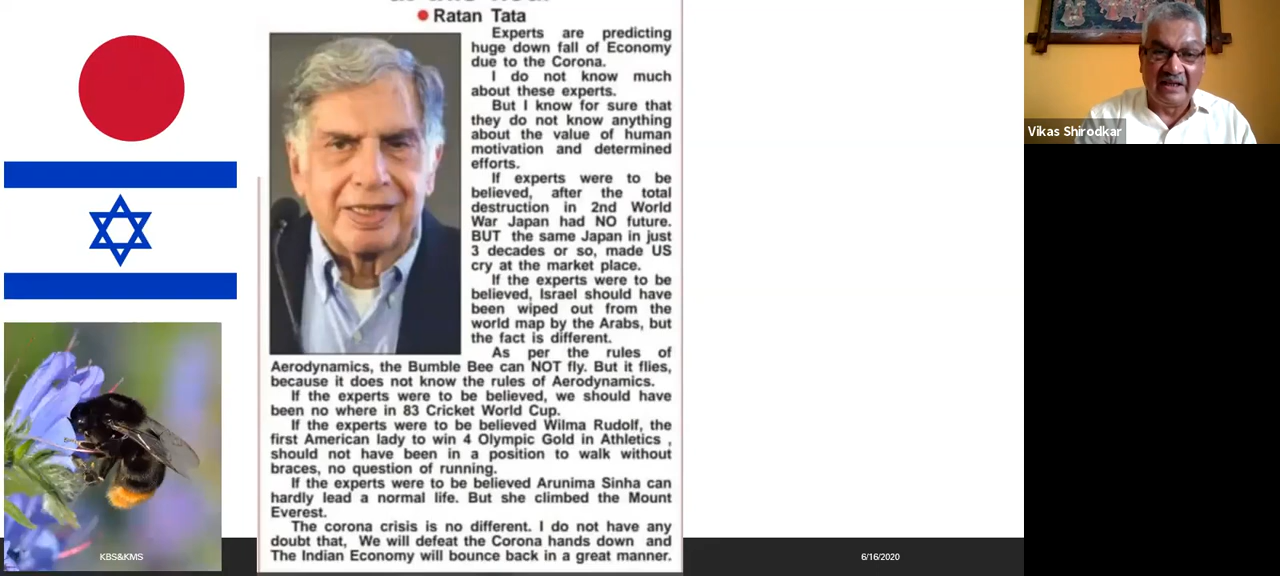 Ratan Tata
Experts are predicting
huge down fall of Economy
due to the Corona.
I do not know much
about these experts.
But I know for sure that
they do not know anything
about the value of human
motivation and determined
efforts.
If experts were to be
believed, after the total
destruction in 2nd World
War Japan had NO future.
BUT the same Japan in just
3 decades or so, made US
cry at the market place.
If the experts were to be
believed, Israel should have
been wiped out from the
world map by the Arabs, but
the fact is different.
As per the rules of
Aerodynamics, the Bumble Bee can NOT fly. But it flies,
because it does not know the rules of Aerodynamics.
If the experts were to be believed, we should have
been no where in 83 Cricket World Cup.
If the experts were to be believed Wilma Rudolf, the
first American lady to win 4 Olympic Gold in Athletics ,
should not have been in a position to walk without
braces, no question of running.
If the experts were to be believed Arunima Sinha can
hardly lead a normal life. But she climbed the Mount
Everest.
The corona crisis is no different. I do not have any
doubt that, We will defeat the Corona hands down and
The Indian Economy will bounce back in a great manner.
KBS&KMS
6/16/2020
Vikas Shirodkar